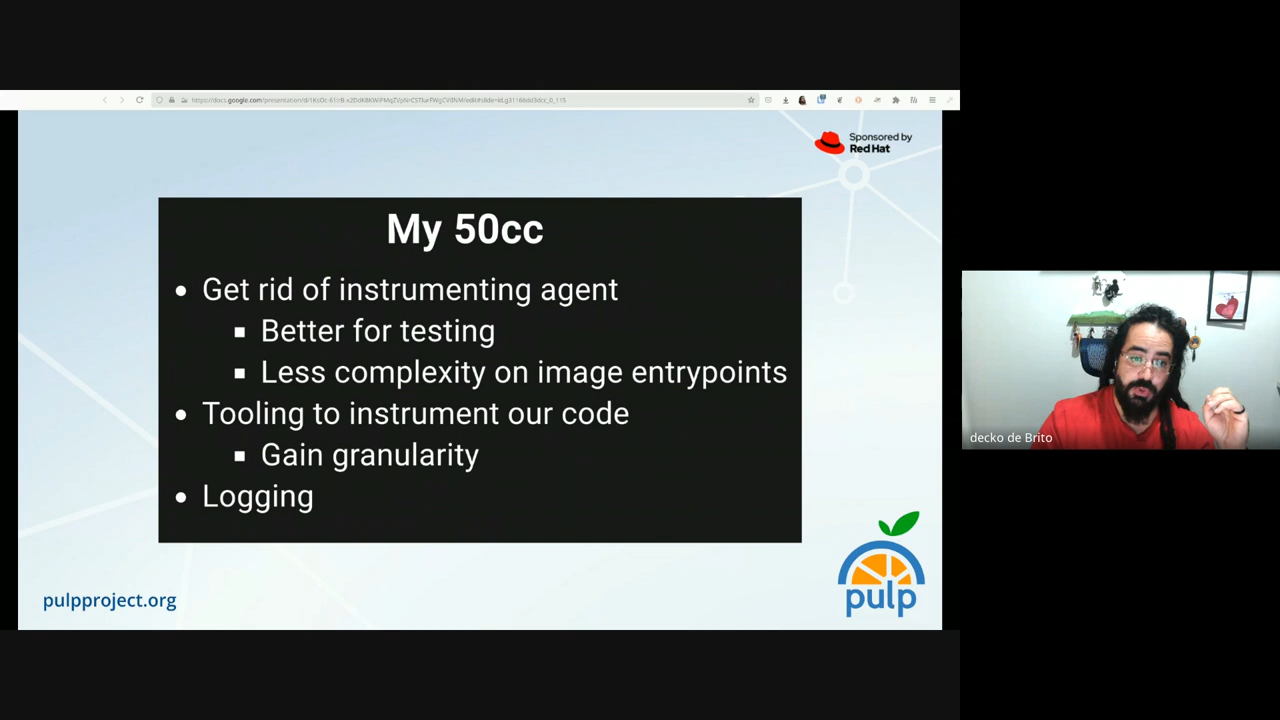 Sponsored by
Red Hat
My 50cc
Get rid of instrumenting agent
Better for testing
Less complexity on image entrypoints
Tooling to instrument our code
Gain granularity
Logging
decko de Brito
pulpproject.org
pulp